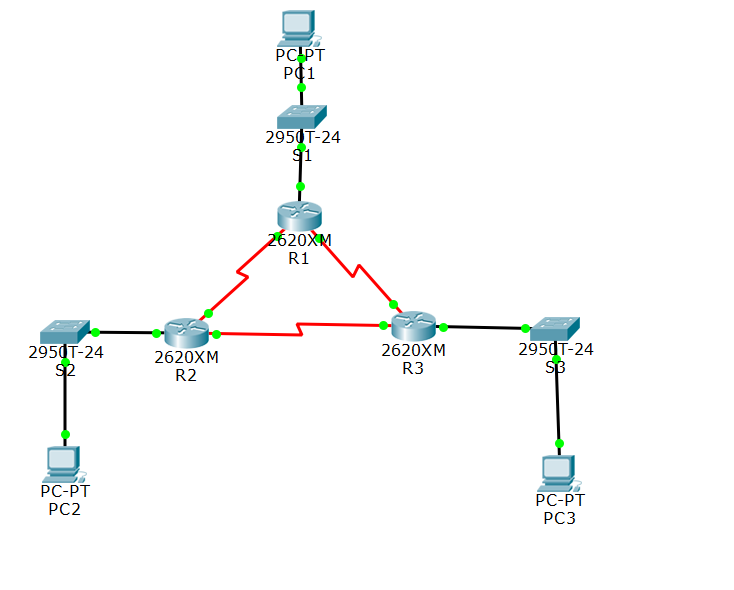 PC-PT
PC1
2950T-24
S1
2620XM
R1
2950T-24
S2
2620XM
R2
2620XM
R3
2950T-24
S3
PC-PT
PC2
PC-PT
PC3